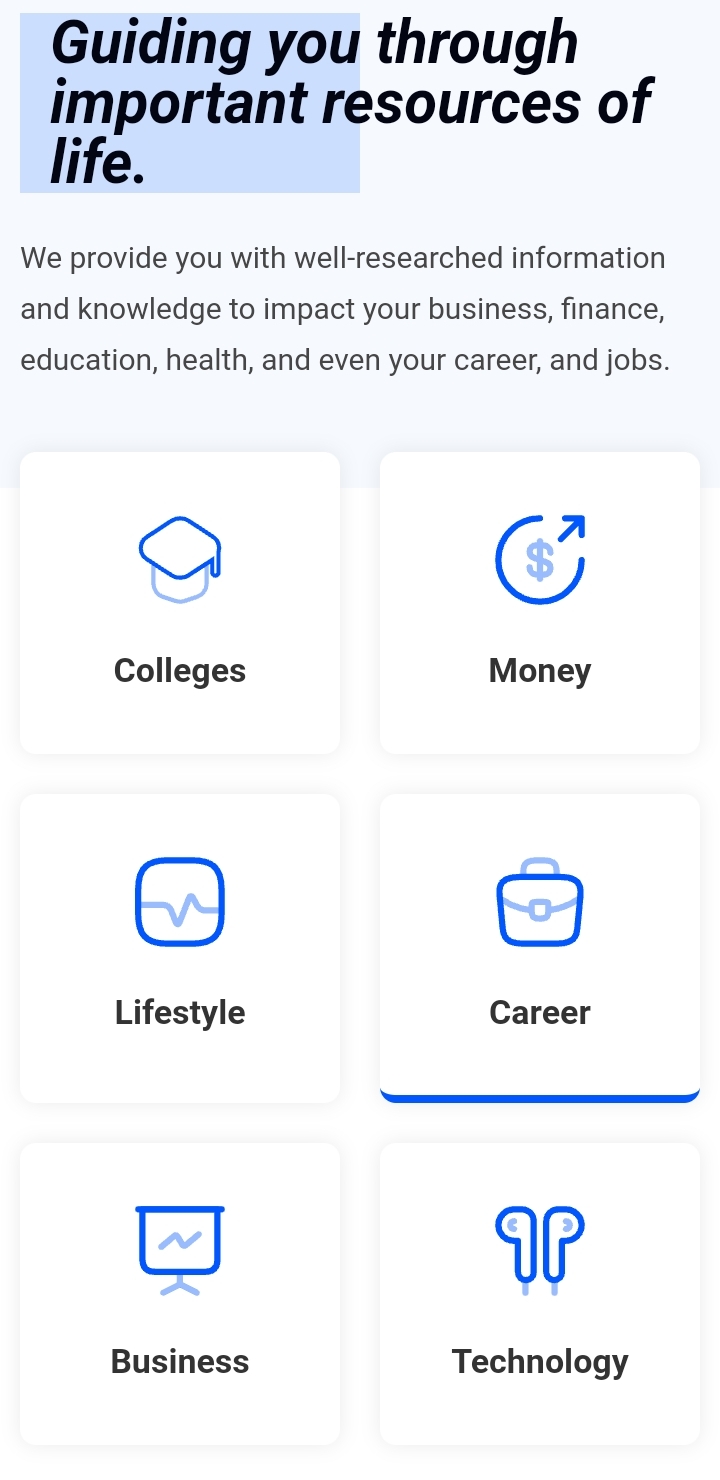 Guiding you through
important resources of
life.
We provide you with well-researched information
and knowledge to impact your business, finance,
education, health, and even your career, and jobs.
Colleges
Money
Lifestyle
Career
Business
Technology